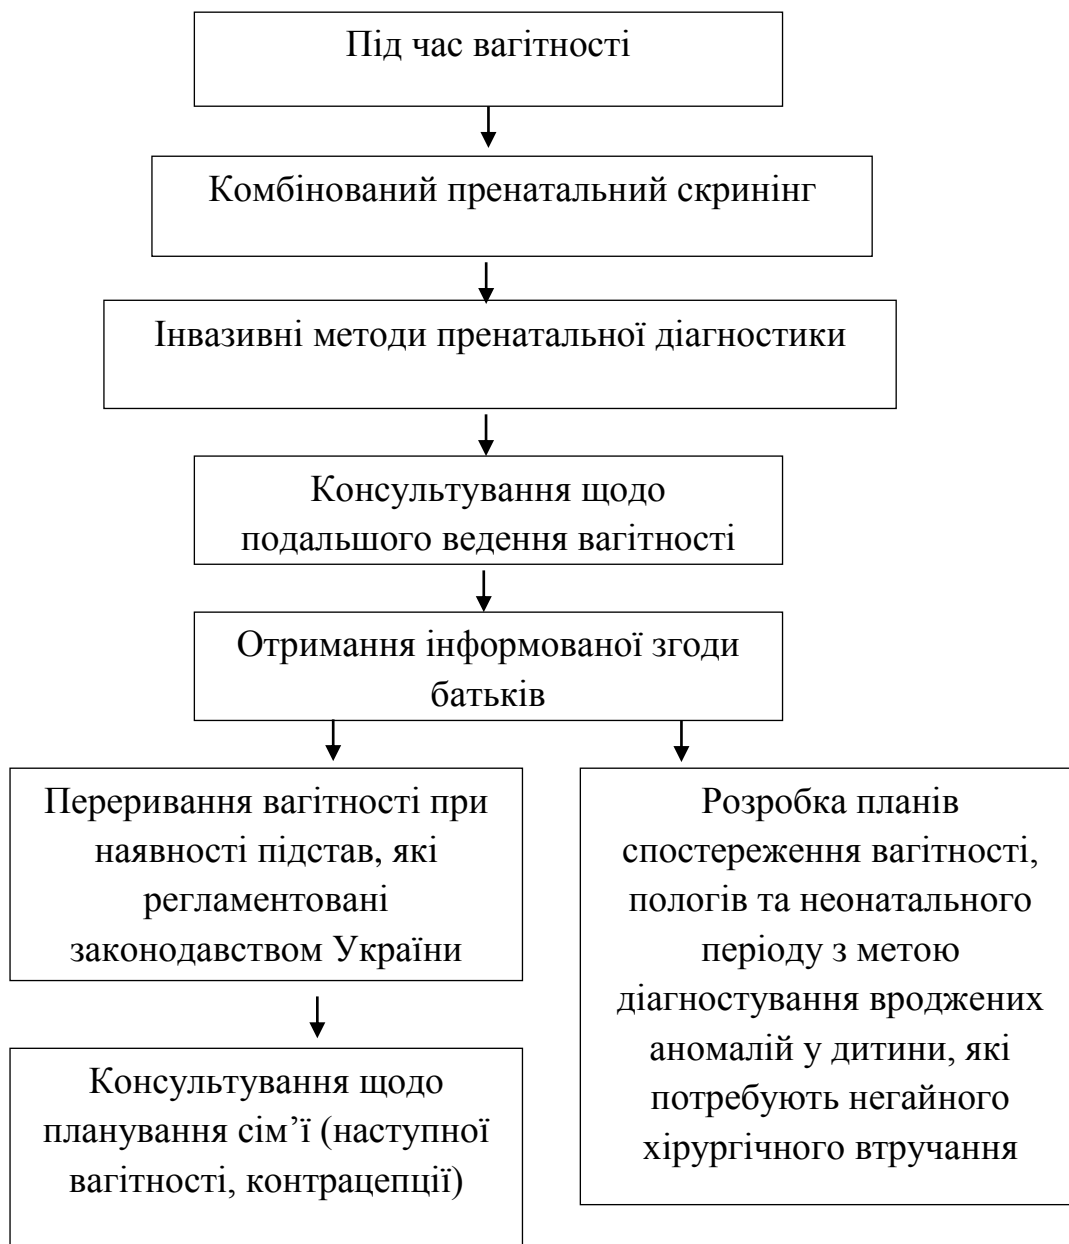 Під час вагітності
Комбінований пренатальний скринінг
Інвазивні методи пренатальної діагностики
Консультування щодо
подальшого ведення вагітності
Отримання інформованої згоди
батьків
Переривання вагітності при
наявності підстав, які
регламентовані
законодавством України
Консультування щодо
планування сім’ї (наступної
вагітності, контрацепції)
Розробка планів
спостереження вагітності,
пологів та неонатального
періоду з метою
діагностування вроджених
аномалій у дитини, які
потребують негайного
хірургічного втручання